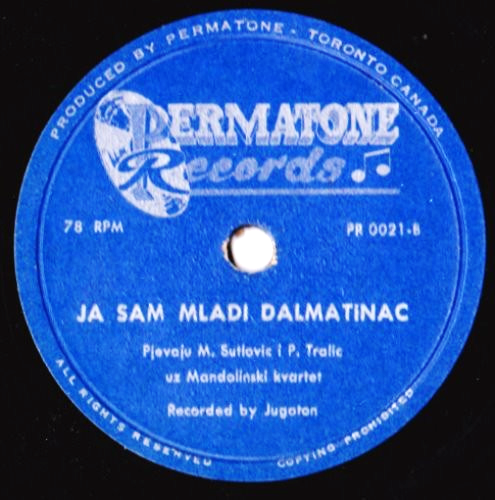 PRODUCED BY PERMATONE - TORONTO CANADA
PERMATONE
Records
78 RPM
PR 0021-B
JA SAM MLADI DALMATINAC
Pjevaju M. Sutlovic i P. Tralic
uz Mandolinski kvartet
Recorded by Jugoton
ALL RIGHTS RESERVED
COPYING PROHIBITED